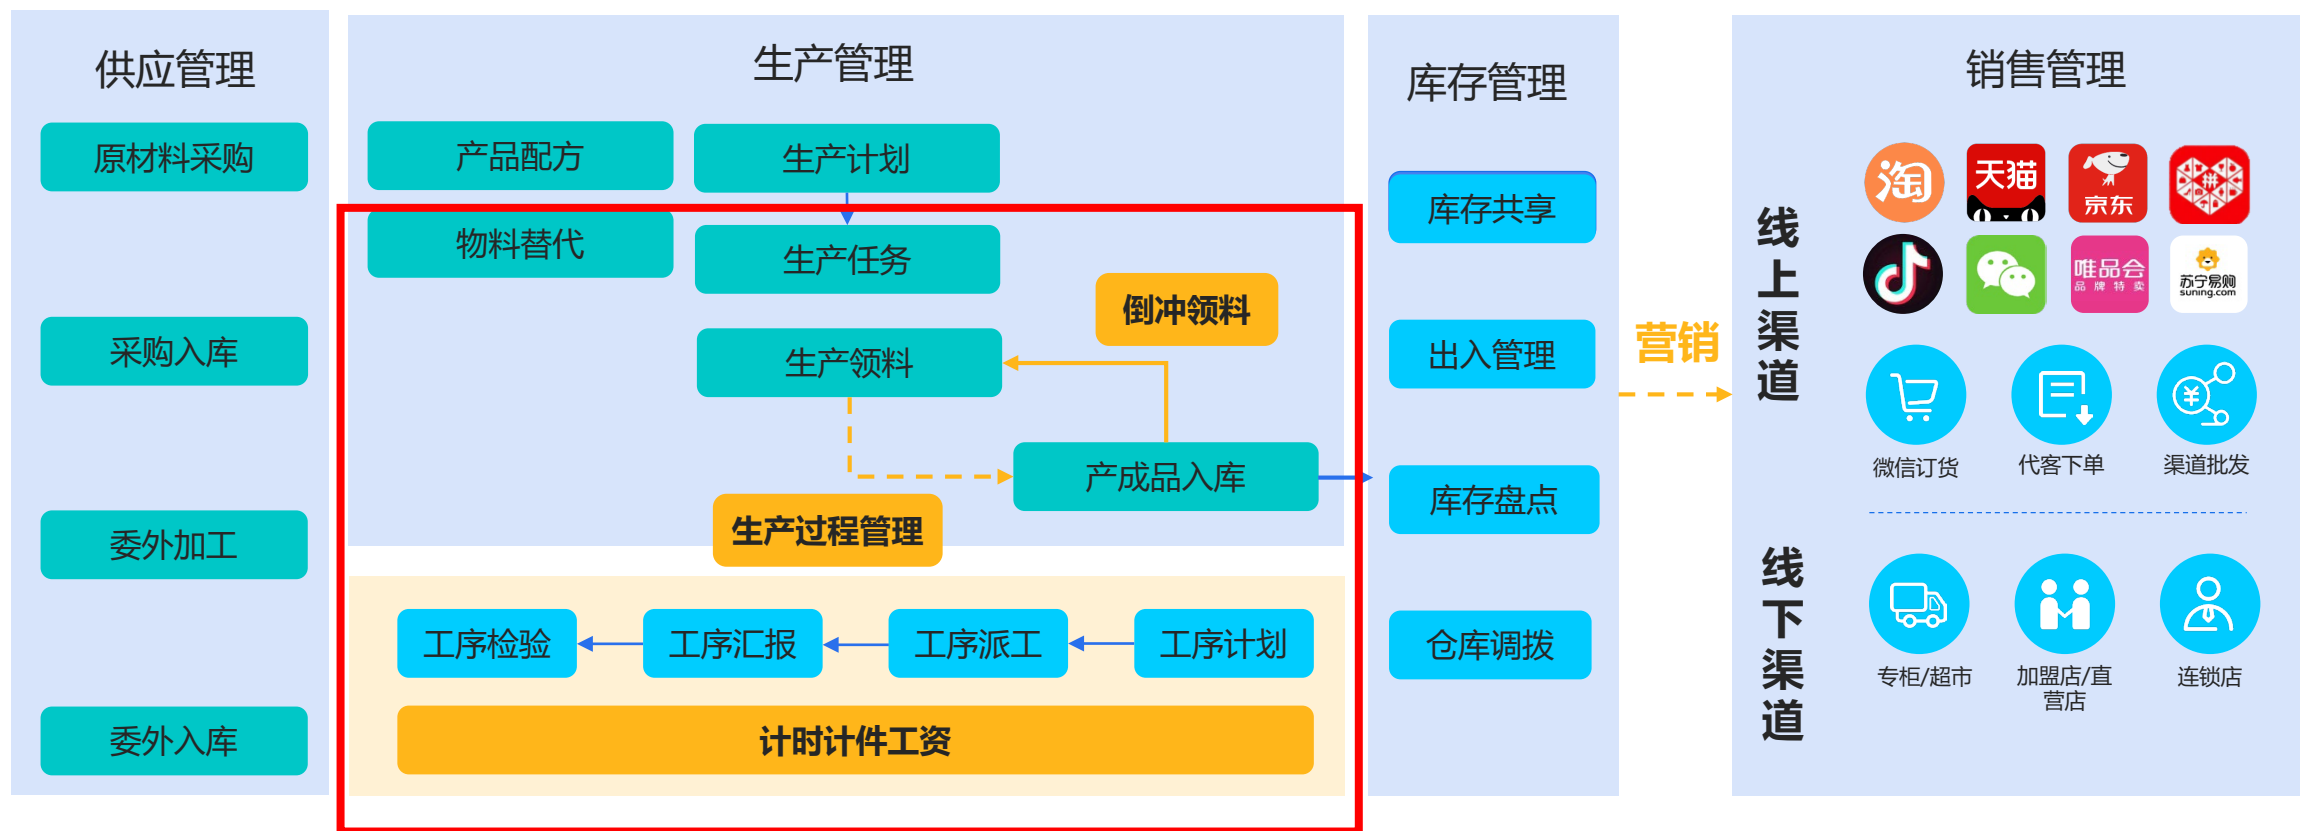 供应管理
原材料采购
采购入库
委外加工
委外入库
生产管理
产品配方
生产计划
物料替代
生产任务
倒冲领料
生产领料
产成品入库
生产过程管理
工序检验
工序汇报
工序派工
工序计划
计时计件工资
库存管理
库存共享
出入管理
库存盘点
仓库调拨
营销
销售管理
线上渠道
淘
天猫
京东
拼
唯品会
品牌特卖
苏宁易购
suning.com
微信订货
代客下单
渠道批发
线下渠道
专柜/超市
加盟店/直
营店
连锁店